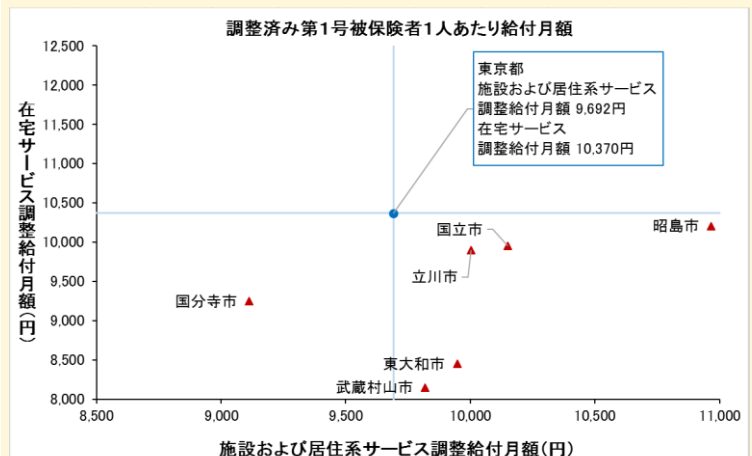 調整済み第1号被保険者1人あたり給付月額
12,500
12,000
11,500
11,000
10,500
10,000
9,500
9,000
8,500
8,000
在宅サービス調整給付月額(円)
東京都
施設および居住系サービス
調整給付月額 9,692円
在宅サービス
調整給付月額 10,370円
国立市
昭島市
立川市
国分寺市
東大和市
武蔵村山市
8,500
9,000
9,500
10,000
10,500
11,000
施設および居住系サービス調整給付月額(円)